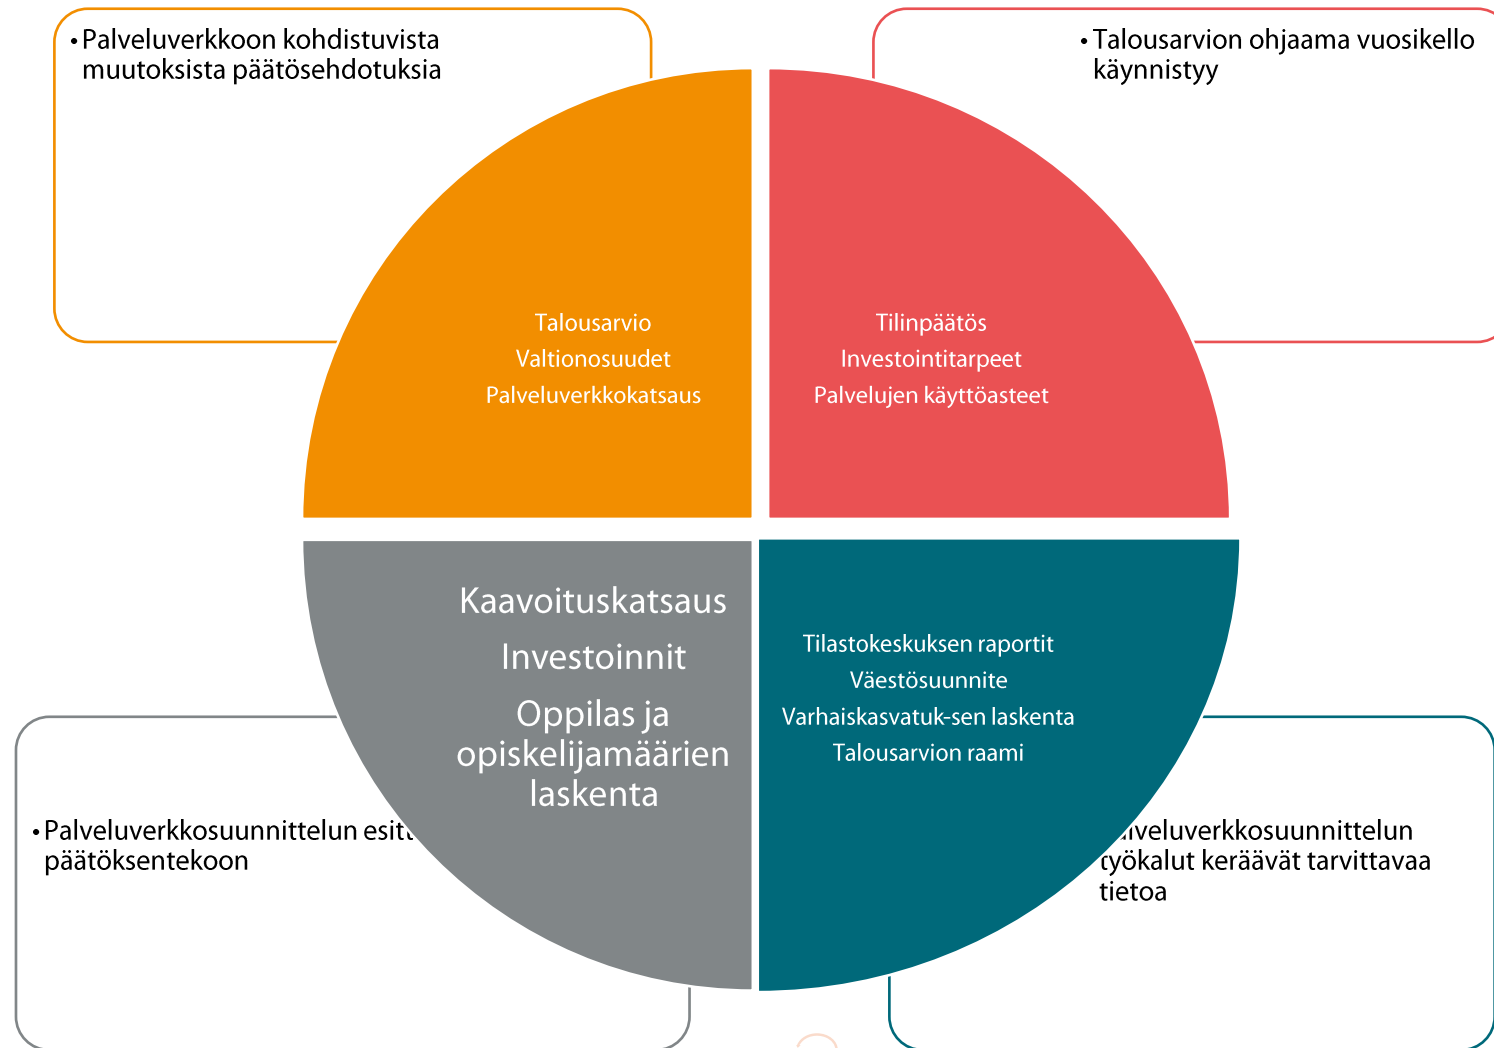 • Palveluverkkoon kohdistuvista
muutoksista päätösehdotuksia
• Talousarvion ohjaama vuosikello
käynnistyy
Talousarvio
Valtionosuudet
Palveluverkkokatsaus
Tilinpäätös
Investointitarpeet
Palvelujen käyttöasteet
Kaavoituskatsaus
Investoinnit
Oppilas ja
opiskelijamäärien
laskenta
Tilastokeskuksen raportit
Väestösuunnite
Varhaiskasvatuk-sen laskenta
Talousarvion raami
• Palveluverkkosuunnittelun
päätöksentekoon
työkalut keräävät tarvittavaa
tietoa